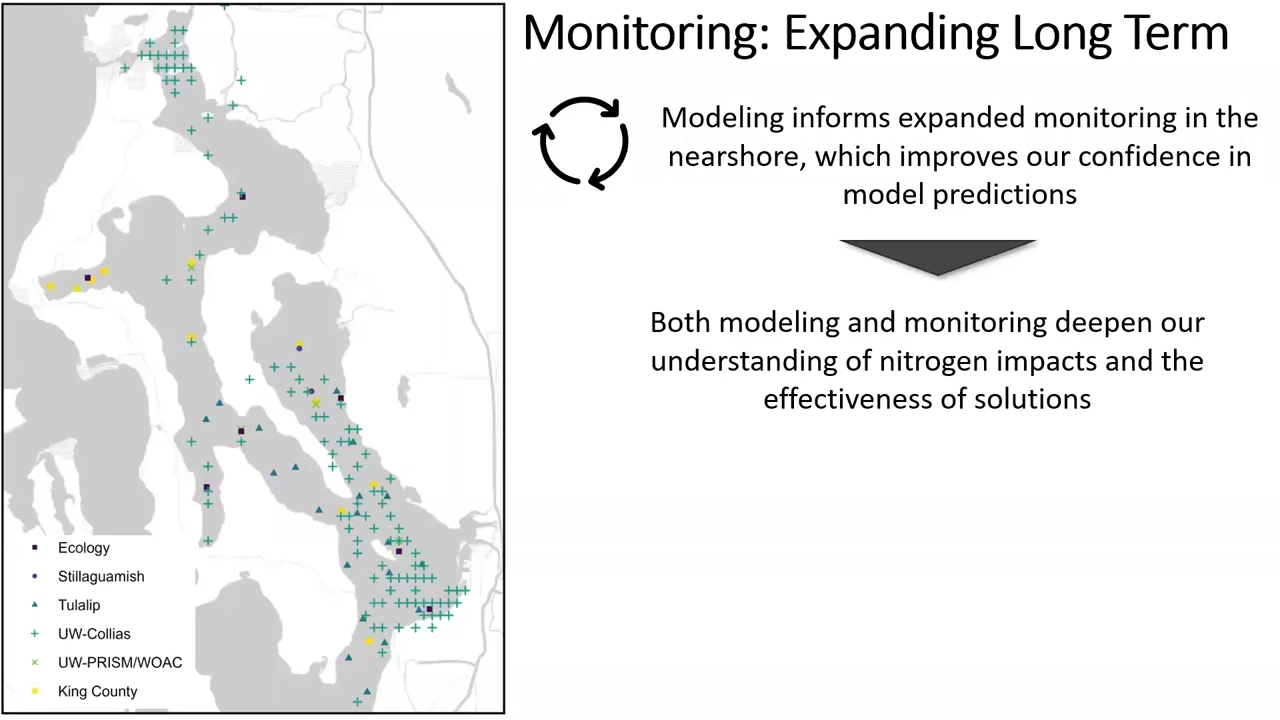 Monitoring: Expanding Long Term
Modeling informs expanded monitoring in the
nearshore, which improves our confidence in
model predictions
Both modeling and monitoring deepen our
understanding of nitrogen impacts and the
effectiveness of solutions
Ecology
Stillaguamish
Tulalip
UW-Collias
UW-PRISM/WOAC
King County